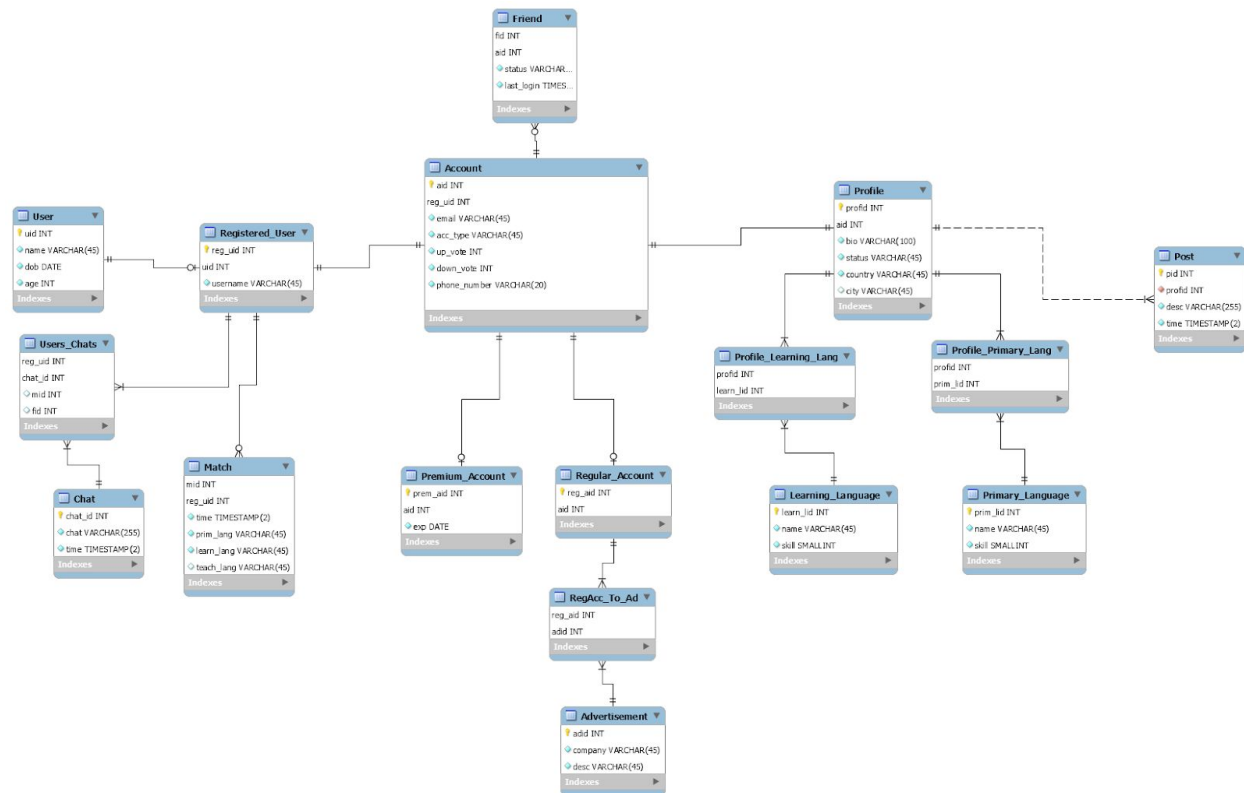 Friend
fid INT
aid INT
status VARCHAR...
last_login TIMES...
Indexes
Account
aid INT
reg_uid INT
email VARCHAR(45)
acc_type VARCHAR(45)
up_vote INT
down_vote INT
phone_number VARCHAR(20)
Indexes
Profile
profid INT
aid INT
bio VARCHAR(100)
status VARCHAR(45)
country VARCHAR(45)
city VARCHAR(45)
Indexes
User
uid INT
name VARCHAR(45)
dob DATE
age INT
Indexes
Registered_User
reg_uid INT
uid INT
username VARCHAR(45)
Indexes
Post
pid INT
profid INT
desc VARCHAR(255)
time TIMESTAMP(2)
Indexes
Users_Chats
reg_uid INT
chat_id INT
mid INT
fid INT
Indexes
Profile_Learning_Lang
profid INT
learn_lid INT
Indexes
Profile_Primary_Lang
profid INT
prim_lid INT
Indexes
Match
mid INT
reg_uid INT
time TIMESTAMP(2)
prim_lang VARCHAR(45)
learn_lang VARCHAR(45)
teach_lang VARCHAR(45)
Indexes
Premium_Account
prem_aid INT
aid INT
exp DATE
Indexes
Regular_Account
reg_aid INT
aid INT
Indexes
Chat
chat_id INT
chat VARCHAR(255)
time TIMESTAMP(2)
Indexes
Learning_Language
learn_lid INT
name VARCHAR(45)
skill SMALLINT
Indexes
Primary_Language
prim_lid INT
name VARCHAR(45)
skill SMALLINT
Indexes
RegAcc_To_Ad
reg_aid INT
adid INT
Indexes
Advertisement
adid INT
company VARCHAR(45)
desc VARCHAR(45)
Indexes